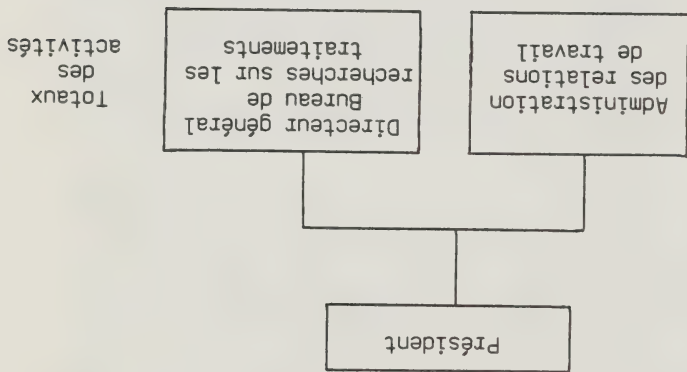 Président
Administration
des relations
de travail
Directeur général
Bureau de
recherches sur les
traitements
Totaux
des
activités